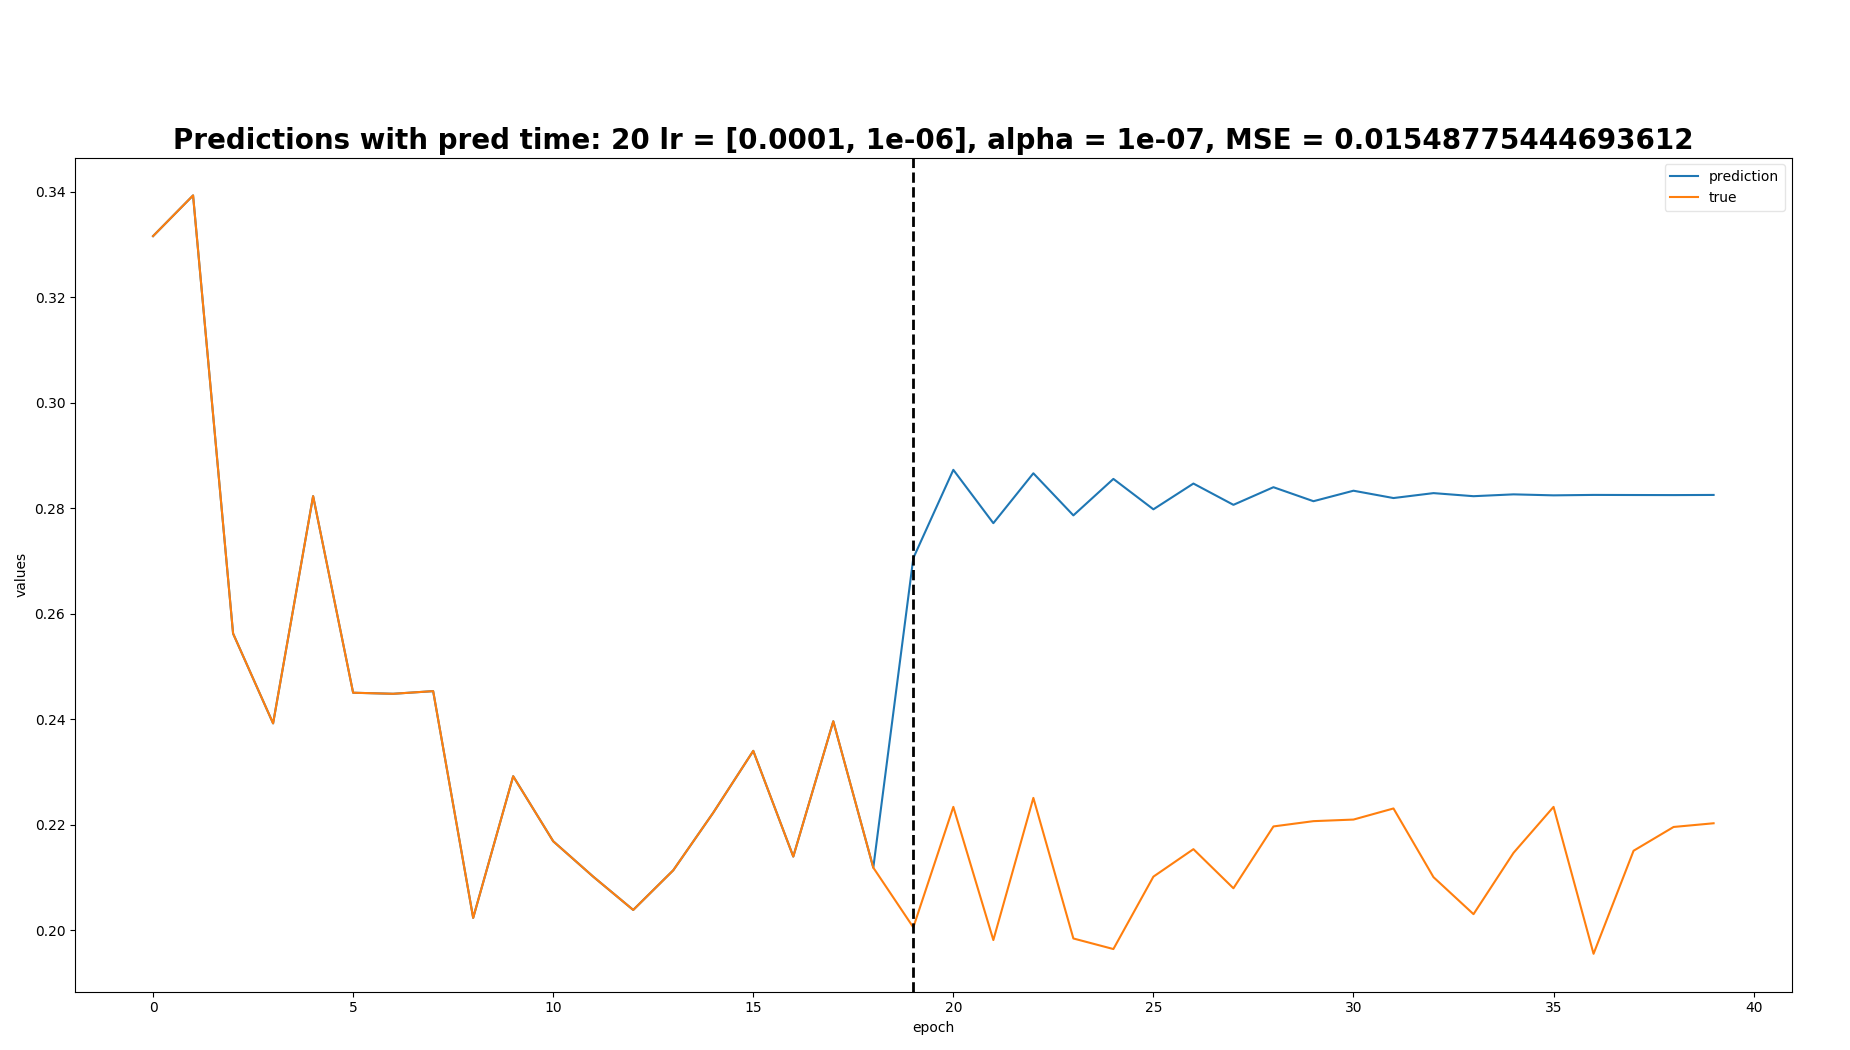 Predictions with pred time: 20 lr = [0.0001, 1e-06], alpha = 1e-07, MSE = 0.01548775444693612
prediction
true
0.34
0.32
0.30
0.28
0.26
0.24
0.22
0.20
values
0 5 10 15 20 25 30 35 40
epoch